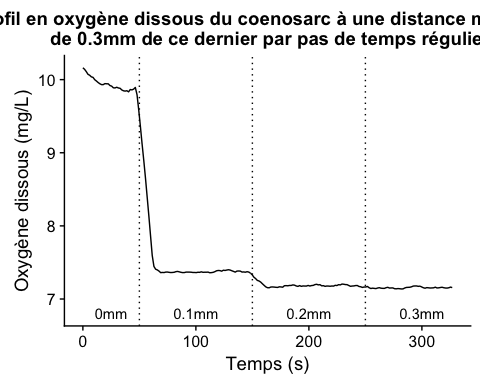 ofil en oxygène dissous du coenosarc à une distance m
de 0.3mm de ce dernier par pas de temps régulie
Oxygène dissous (mg/L)
10
9
8
7
0mm 0.1mm 0.2mm 0.3mm
0 100 200 300
Temps (s)